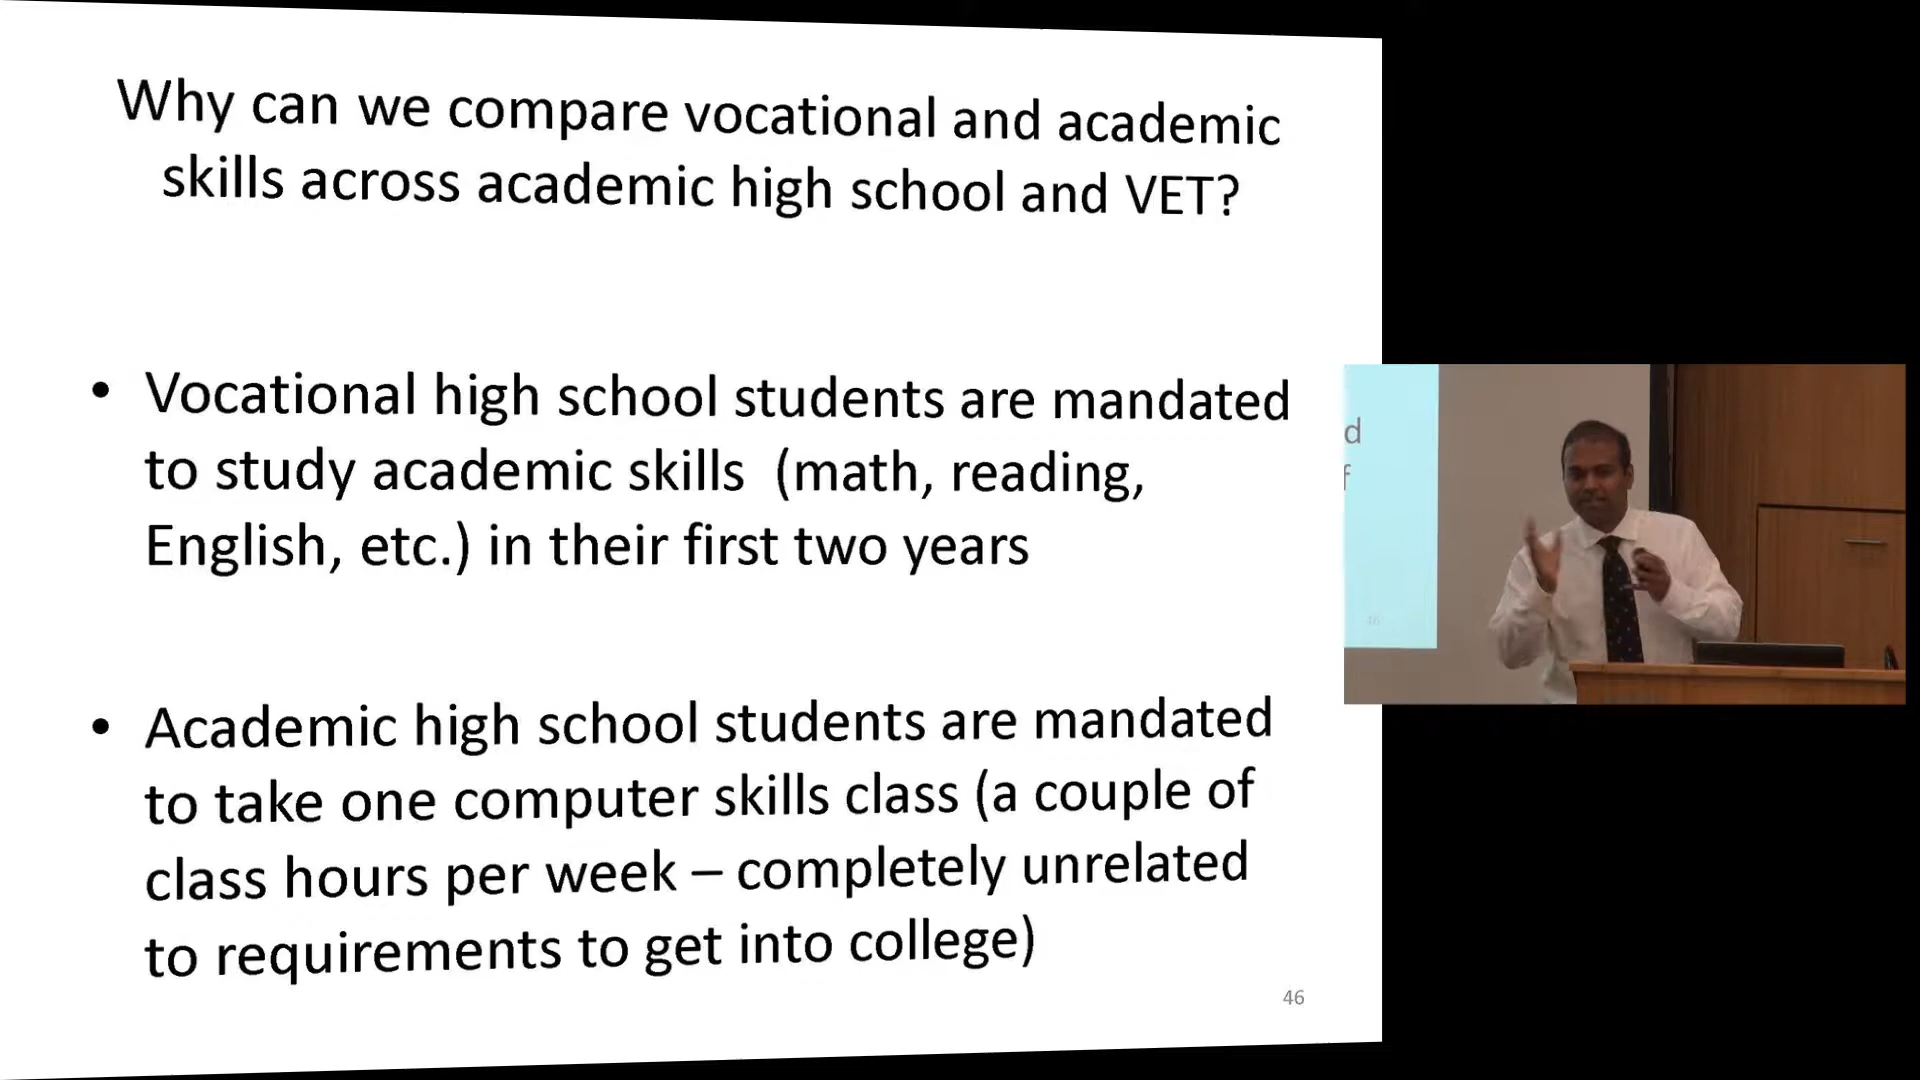 Why can we compare vocational and academic
skills across academic high school and VET?
• Vocational high school students are mandated
to study academic skills (math, reading,
English, etc.) in their first two years
• Academic high school students are mandated
to take one computer skills class (a couple of
class hours per week – completely unrelated
to requirements to get into college)
46
d
f
46